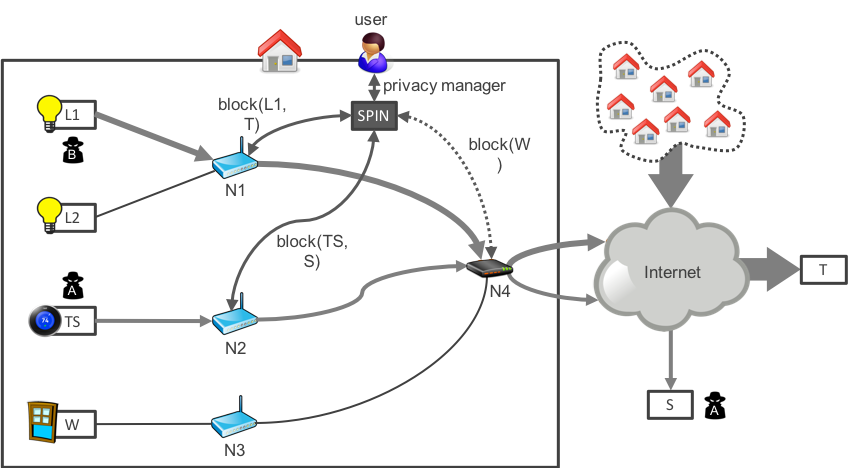 user
privacy manager
SPIN
block(L1,
T)
block(W
)
L1
B
N1
L2
block(TS,
S)
Internet
T
N4
A
74
TS
N2
S
A
W
N3